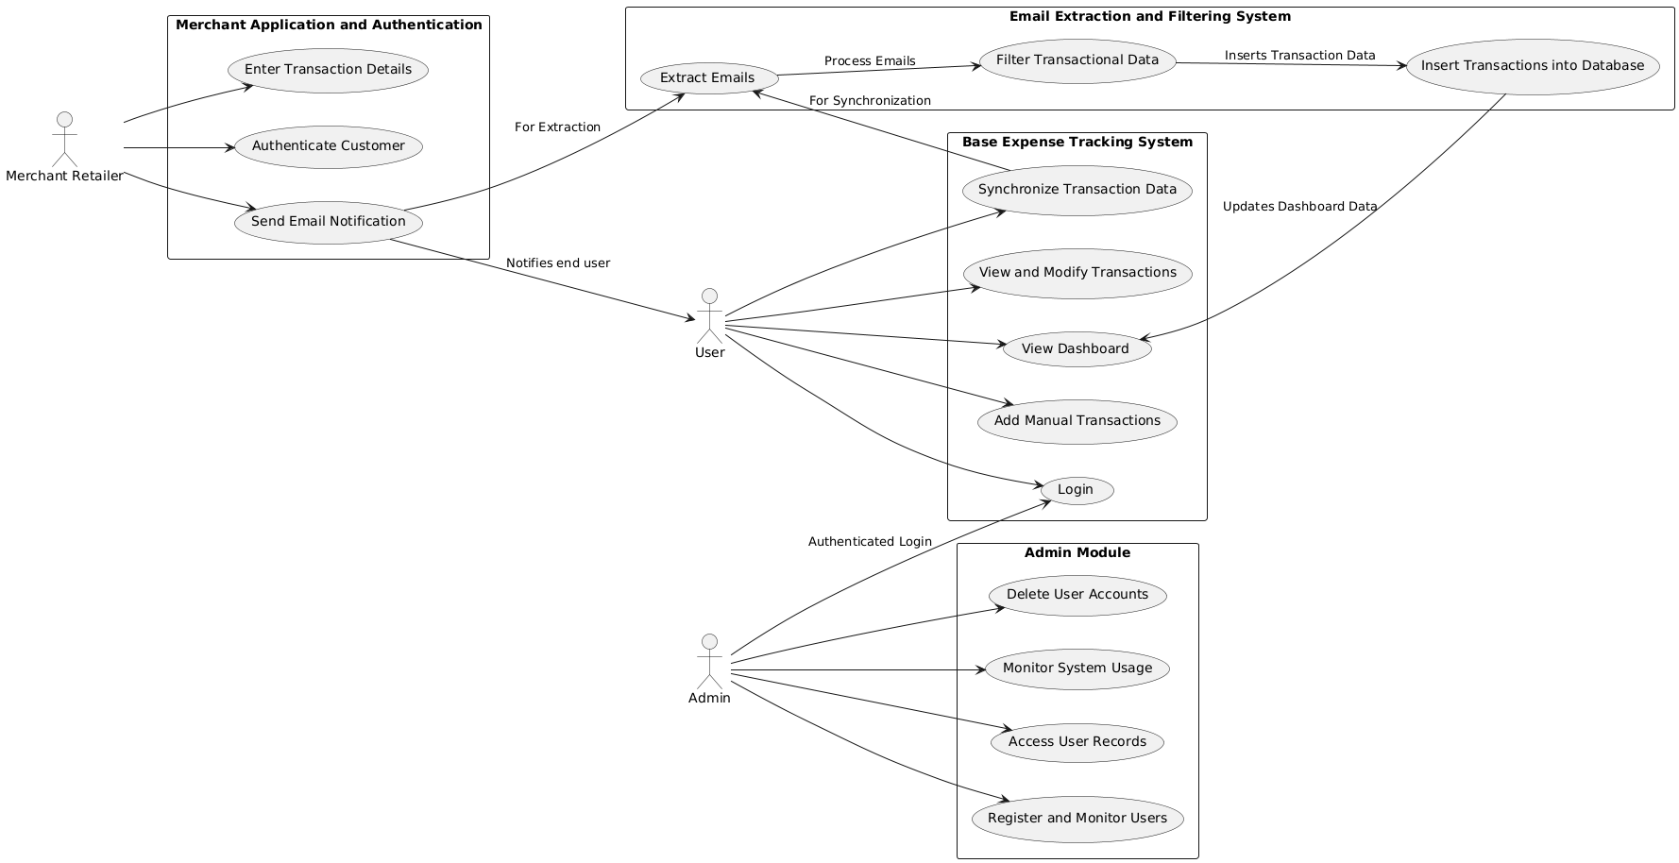 Merchant Application and Authentication
Enter Transaction Details
Authenticate Customer
Send Email Notification
Merchant Retailer
Email Extraction and Filtering System
Extract Emails
Process Emails
Filter Transactional Data
Inserts Transaction Data
Insert Transactions into Database
For Extraction
For Synchronization
Notifies end user
User
Base Expense Tracking System
Synchronize Transaction Data
View and Modify Transactions
View Dashboard
Add Manual Transactions
Login
Updates Dashboard Data
Authenticated Login
Admin
Admin Module
Delete User Accounts
Monitor System Usage
Access User Records
Register and Monitor Users